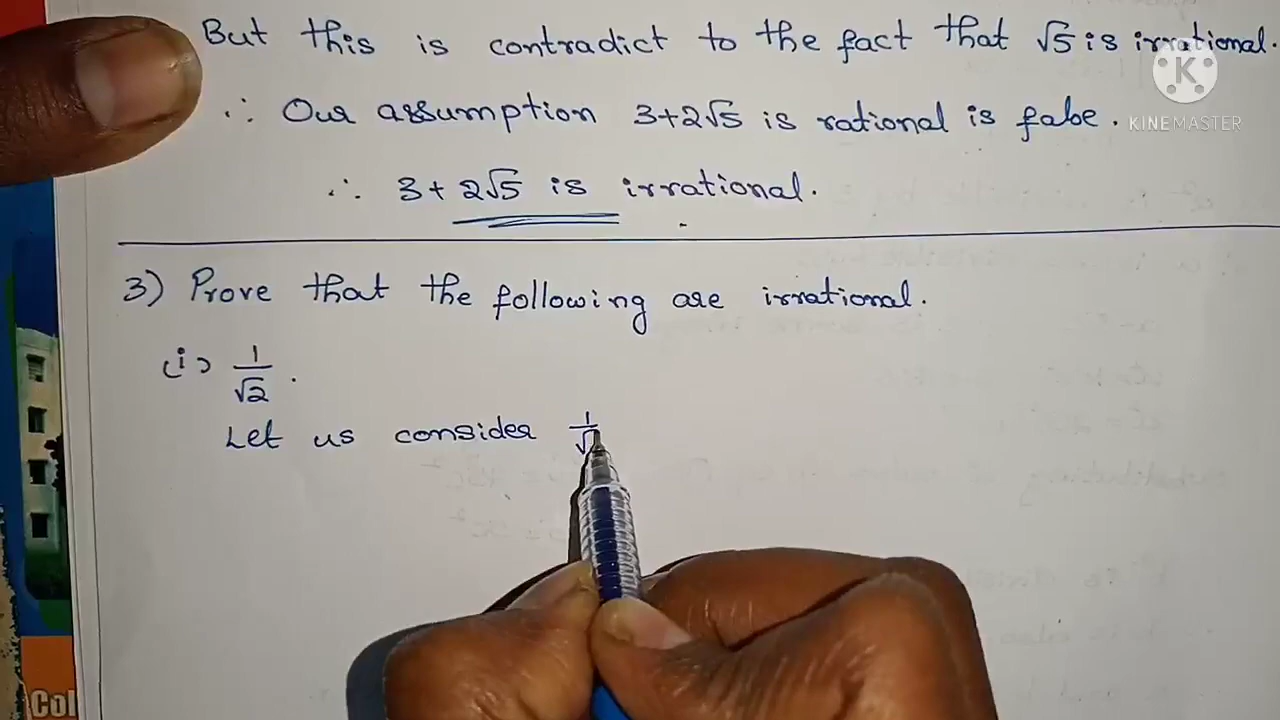 But this is contradict to the fact that √5 is irrational.
K
KINEMASTER
∴ Our assumption 3+2√5 is rational is false.
∴ 3+2√5 is irrational.
3) Prove that the following are irrational.
(i) 1/√2.
Let us consider 1/√
Col